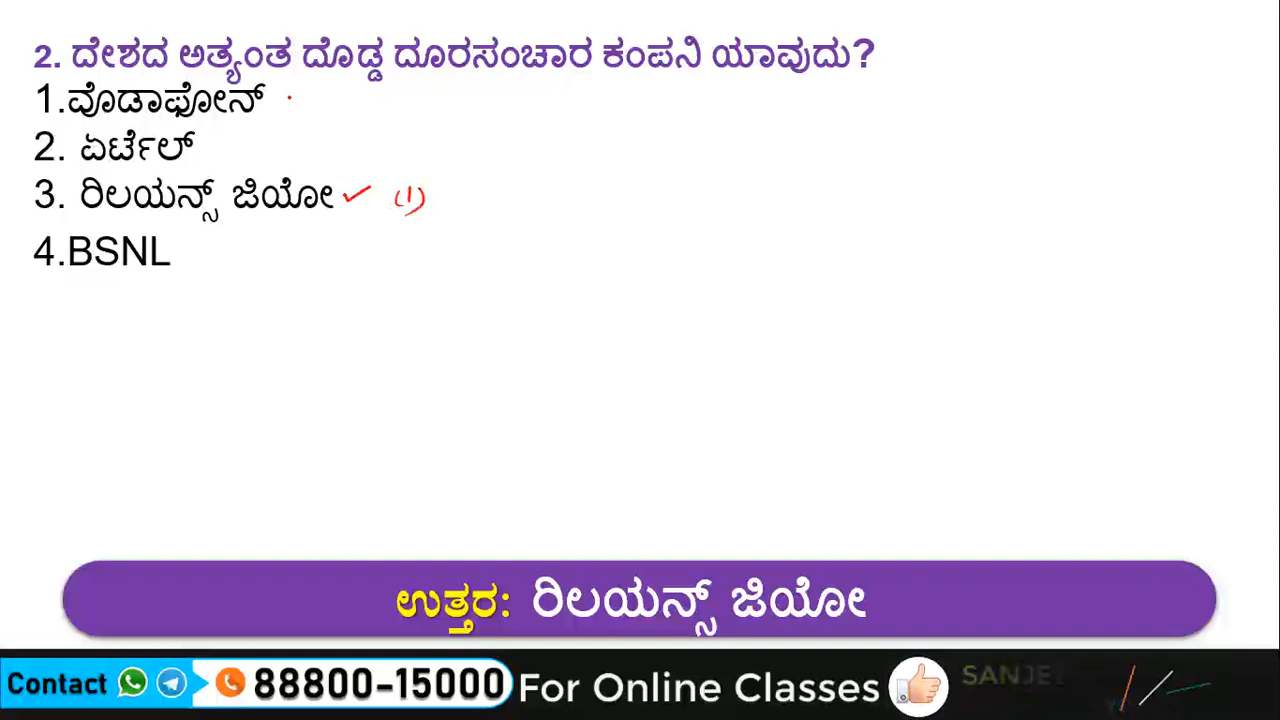 2. ದೇಶದ ಅತ್ಯಂತ ದೊಡ್ಡ ದೂರಸಂಚಾರ ಕಂಪನಿ ಯಾವುದು?
1.ವೊಡಾಫೋನ್
2. ಏರ್ಟೆಲ್
3. ರಿಲಯನ್ಸ್ ಜಿಯೋ ✓ (1)
4.BSNL
ಉತ್ತರ: ರಿಲಯನ್ಸ್ ಜಿಯೋ
Contact 88800-15000 For Online Classes